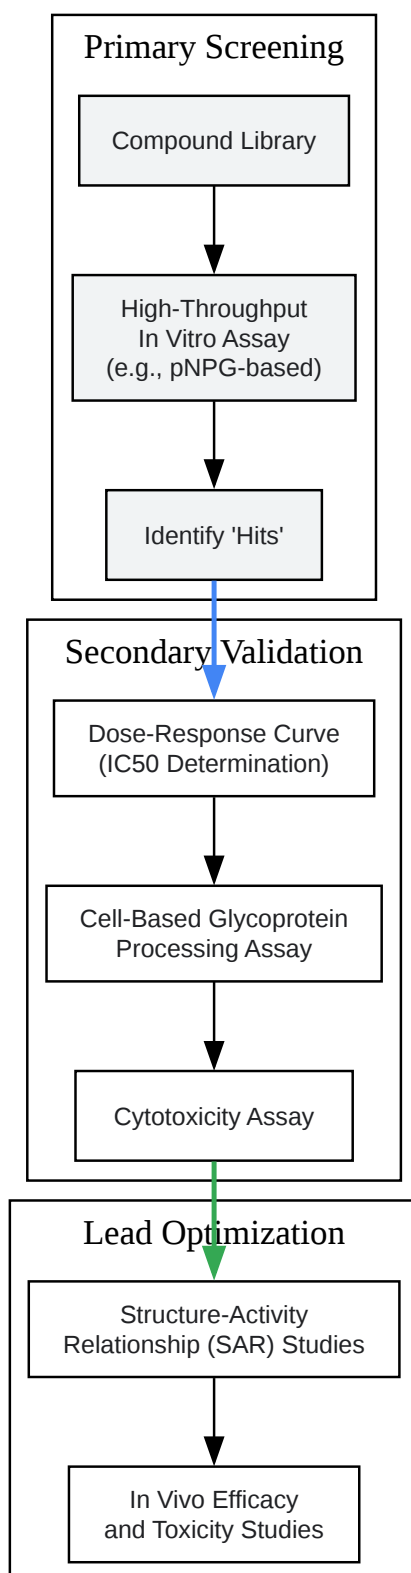 Primary Screening
Compound Library
High-Throughput
In Vitro Assay
(e.g., pNPG-based)
Identify 'Hits'
Secondary Validation
Dose-Response Curve
(IC50 Determination)
Cell-Based Glycoprotein
Processing Assay
Cytotoxicity Assay
Lead Optimization
Structure-Activity
Relationship (SAR) Studies
In Vivo Efficacy
and Toxicity Studies